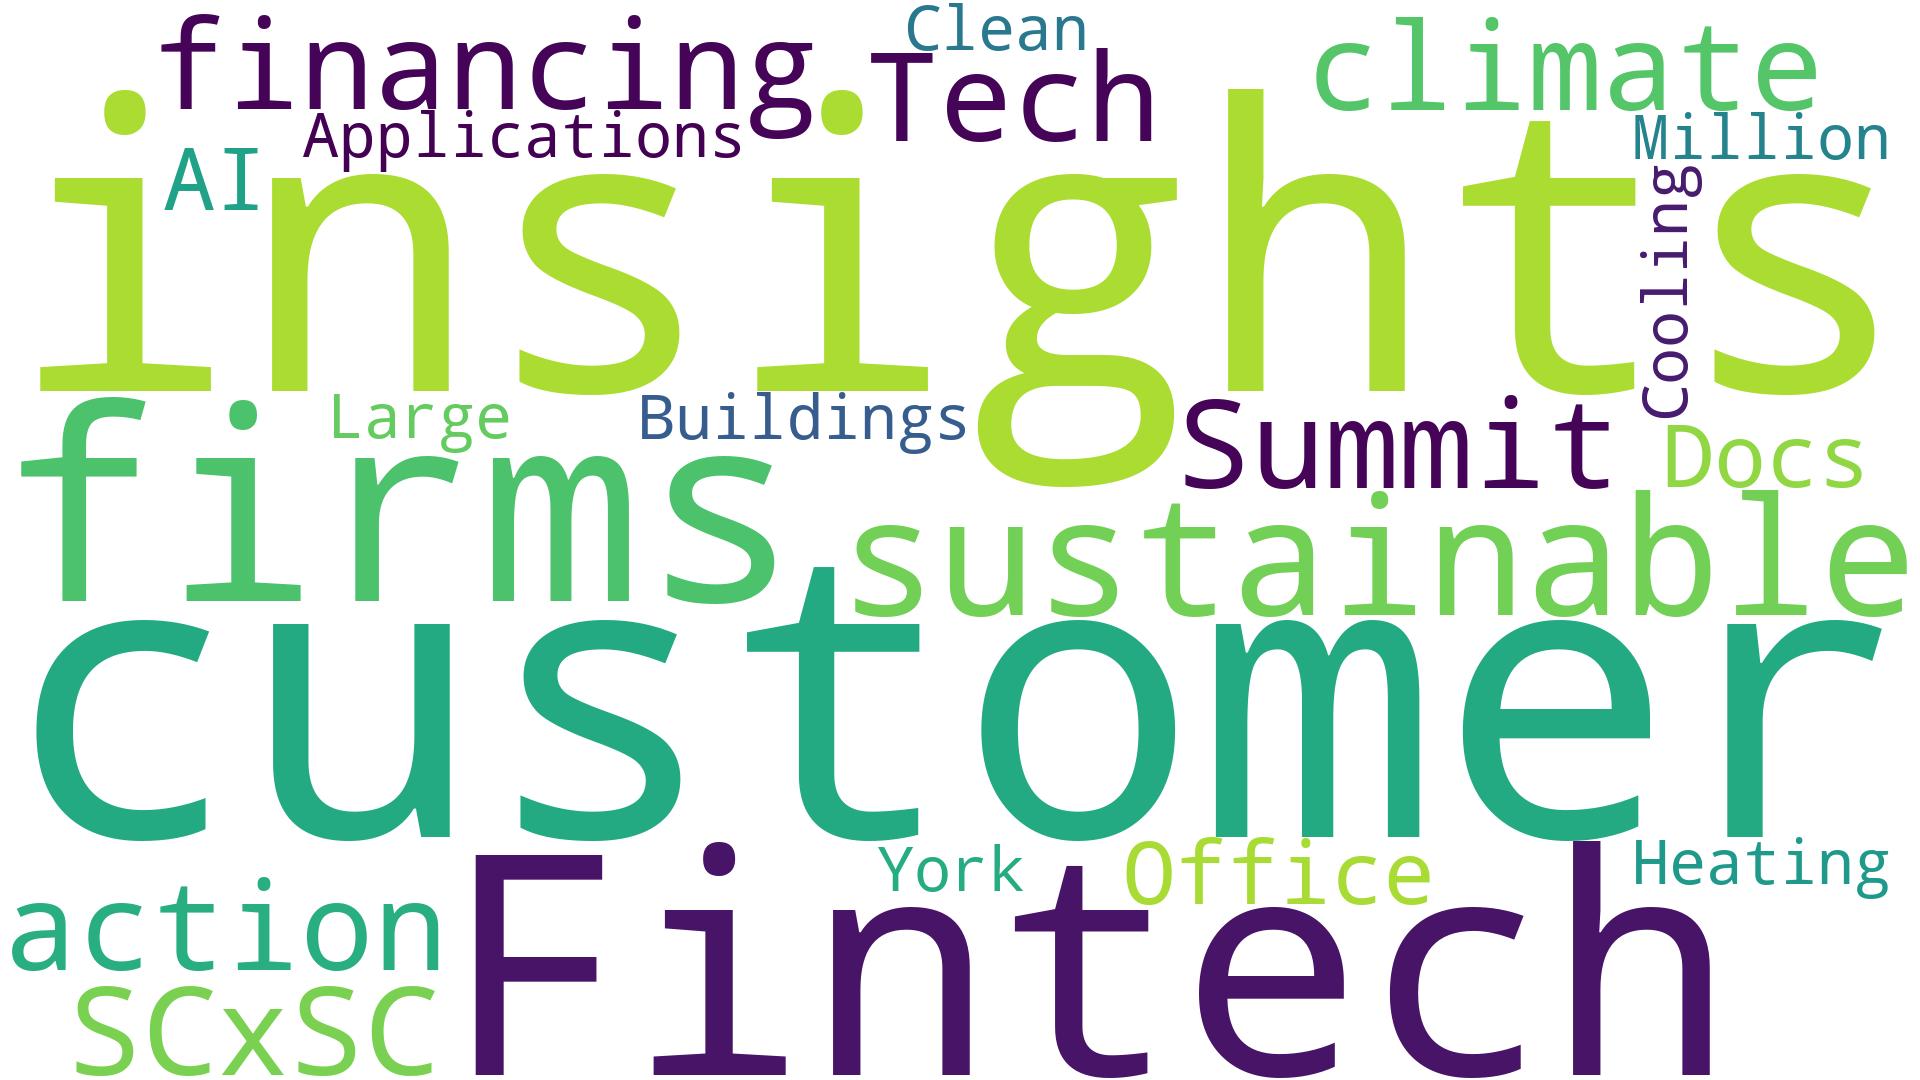 financing
Clean
Tech
climate
Applications
Million
AI
insights
Cooling
firms
Large
Buildings
Summit
Docs
sustainable
customer
action
York
Office
Heating
SCxSC
Fintech